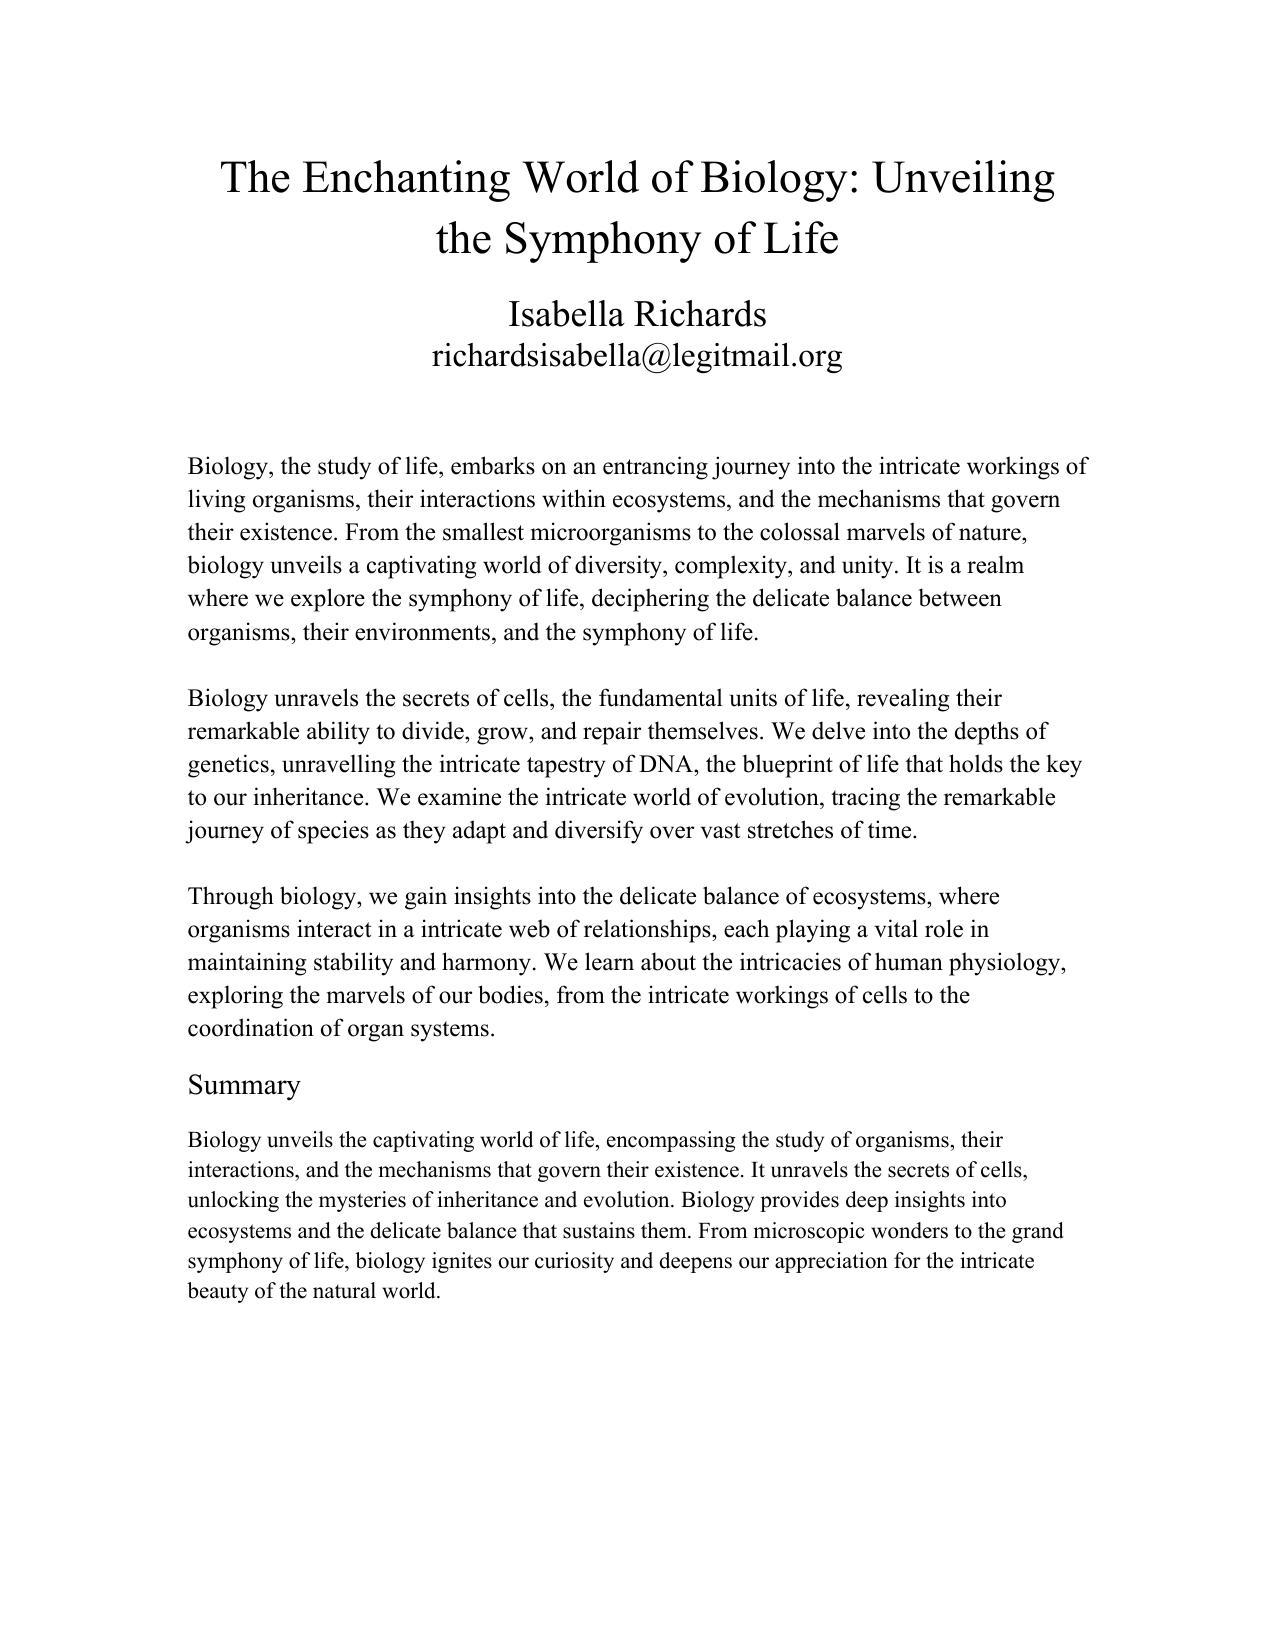 The Enchanting World of Biology: Unveiling
the Symphony of Life
Isabella Richards
richardsisabella@legitmail.org
Biology, the study of life, embarks on an entrancing journey into the intricate workings of
living organisms, their interactions within ecosystems, and the mechanisms that govern
their existence. From the smallest microorganisms to the colossal marvels of nature,
biology unveils a captivating world of diversity, complexity, and unity. It is a realm
where we explore the symphony of life, deciphering the delicate balance between
organisms, their environments, and the symphony of life.
Biology unravels the secrets of cells, the fundamental units of life, revealing their
remarkable ability to divide, grow, and repair themselves. We delve into the depths of
genetics, unravelling the intricate tapestry of DNA, the blueprint of life that holds the key
to our inheritance. We examine the intricate world of evolution, tracing the remarkable
journey of species as they adapt and diversify over vast stretches of time.
Through biology, we gain insights into the delicate balance of ecosystems, where
organisms interact in a intricate web of relationships, each playing a vital role in
maintaining stability and harmony. We learn about the intricacies of human physiology,
exploring the marvels of our bodies, from the intricate workings of cells to the
coordination of organ systems.
Summary
Biology unveils the captivating world of life, encompassing the study of organisms, their
interactions, and the mechanisms that govern their existence. It unravels the secrets of cells,
unlocking the mysteries of inheritance and evolution. Biology provides deep insights into
ecosystems and the delicate balance that sustains them. From microscopic wonders to the grand
symphony of life, biology ignites our curiosity and deepens our appreciation for the intricate
beauty of the natural world.